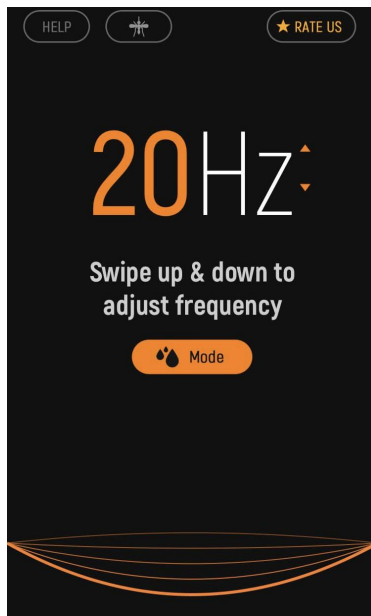 HELP
RATE US
20Hz
Swipe up & down to
adjust frequency
Mode